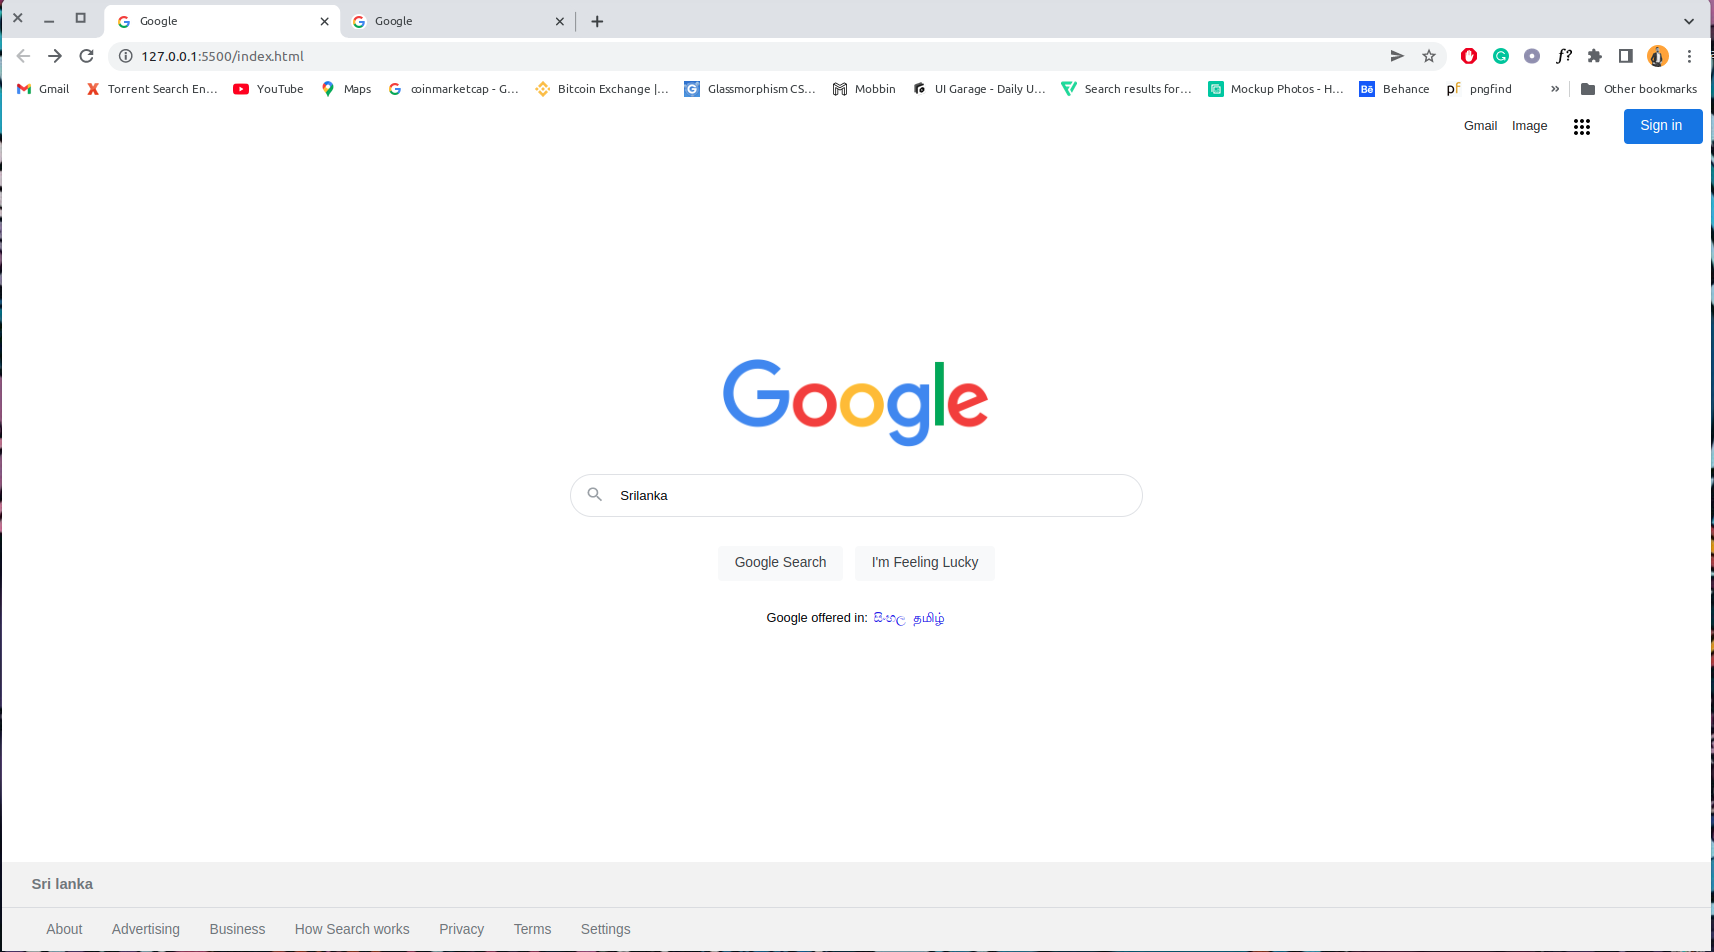 Google Google
127.0.0.1:5500/index.html f?
Gmail Torrent Search En... YouTube Maps coinmarketcap - G... Bitcoin Exchange |... Glassmorphism CS... Mobbin UI Garage - Daily U... Search results for... Mockup Photos - H... Bē Behance pf pngfind » Other bookmarks
Gmail Image Sign in
Google
Srilanka
Google Search I'm Feeling Lucky
Google offered in: සිංහල தமிழ்
Sri lanka
About Advertising Business How Search works Privacy Terms Settings